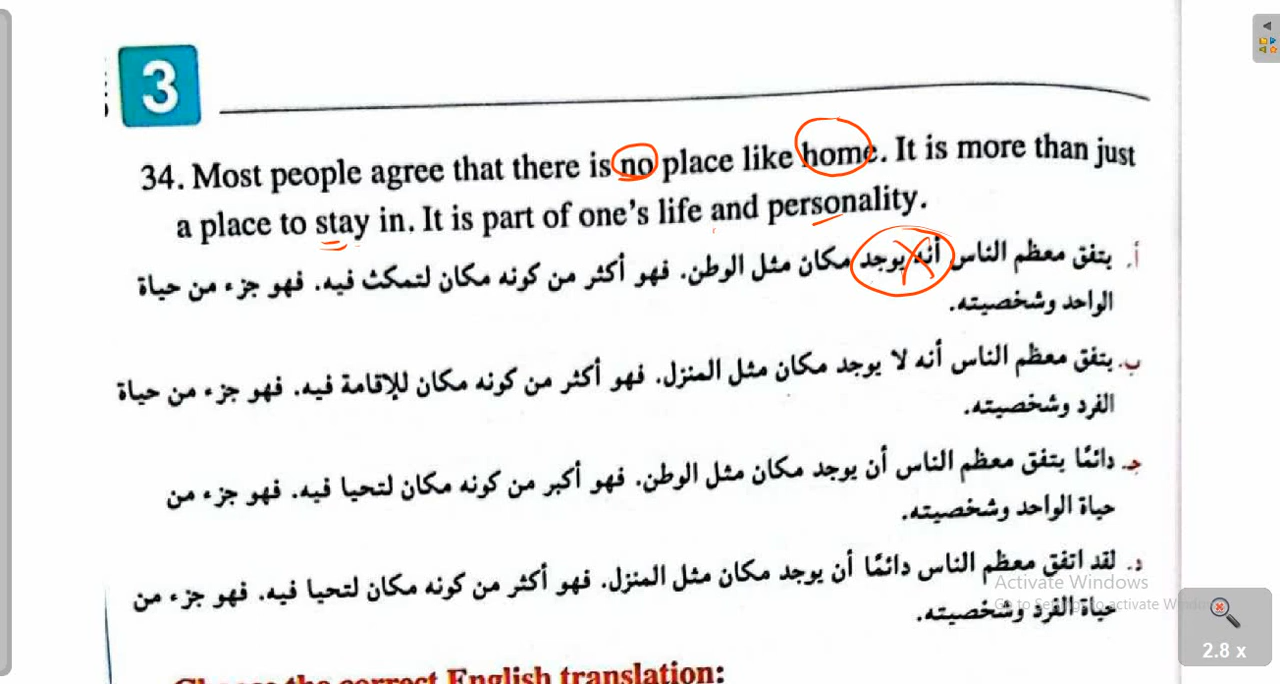 3
34. Most people agree that there is no place like home. It is more than just
a place to stay in. It is part of one's life and personality.
أ. يتفق معظم الناس أنه يوجد مكان مثل الوطن. فهو أكثر من كونه مكان لتمكث فيه. فهو جزء من حياة
الواحد وشخصيته.
ب. يتفق معظم الناس أنه لا يوجد مكان مثل المنزل. فهو أكثر من كونه مكان للإقامة فيه. فهو جزء من حياة
الفرد وشخصيته.
جـ. دائمًا يتفق معظم الناس أن يوجد مكان مثل الوطن. فهو أكبر من كونه مكان لتحيا فيه. فهو جزء من
حياة الواحد وشخصيته.
د. لقد اتفق معظم الناس دائمًا أن يوجد مكان مثل المنزل. فهو أكثر من كونه مكان لتحيا فيه. فهو جزء من
حياة الفرد وشخصيته.
Activate Windows
Go to Settings to activate Windows.
2.8 x
Choose the correct English translation: